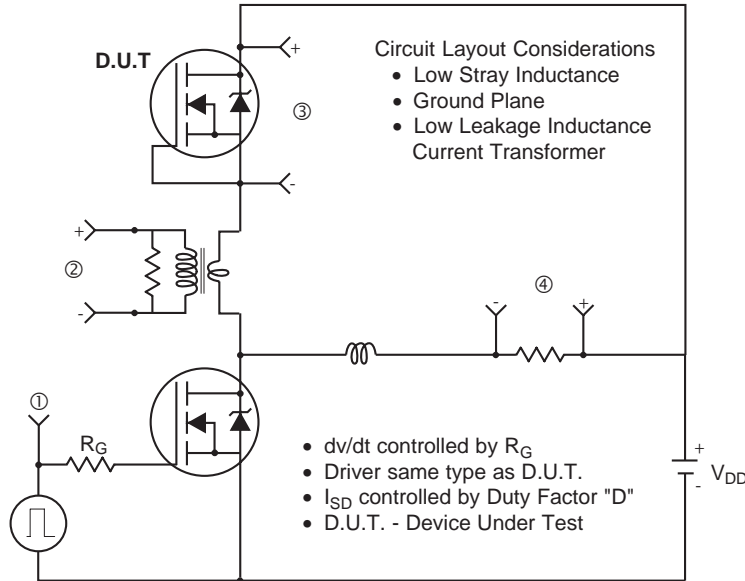 D.U.T
+
③
-
Circuit Layout Considerations
• Low Stray Inductance
• Ground Plane
• Low Leakage Inductance
Current Transformer
+
②
-
-
④
+
①
R_G
• dv/dt controlled by R_G
• Driver same type as D.U.T.
• I_SD controlled by Duty Factor "D"
• D.U.T. - Device Under Test
+
-
V_DD